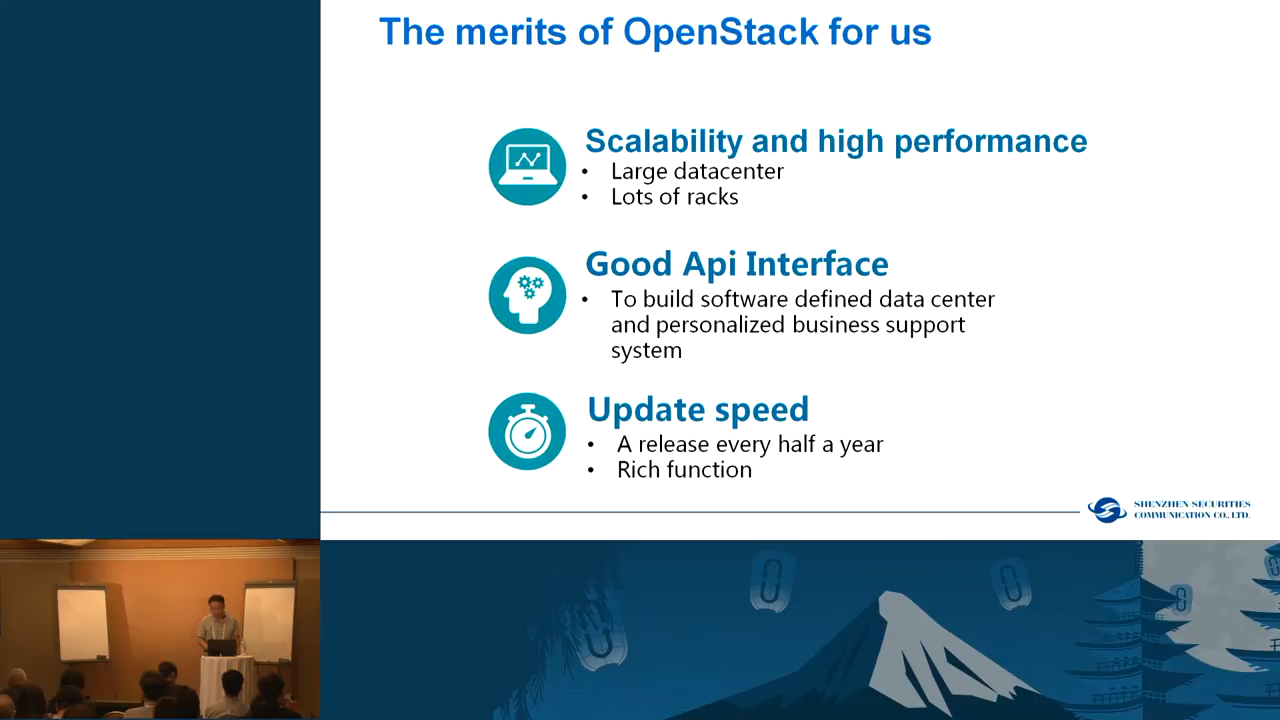 The merits of OpenStack for us
Scalability and high performance
• Large datacenter
• Lots of racks
Good Api Interface
• To build software defined data center
and personalized business support
system
Update speed
• A release every half a year
• Rich function
SHENZHEN SECURITIES
COMMUNICATION CO., LTD.